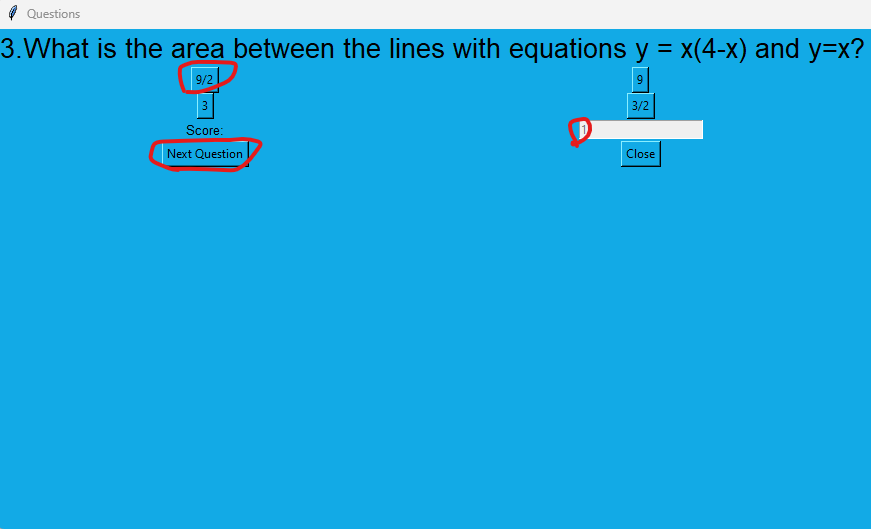 Questions
3.What is the area between the lines with equations y = x(4-x) and y=x?
9/2 9
3 3/2
Score: 1
Next Question Close